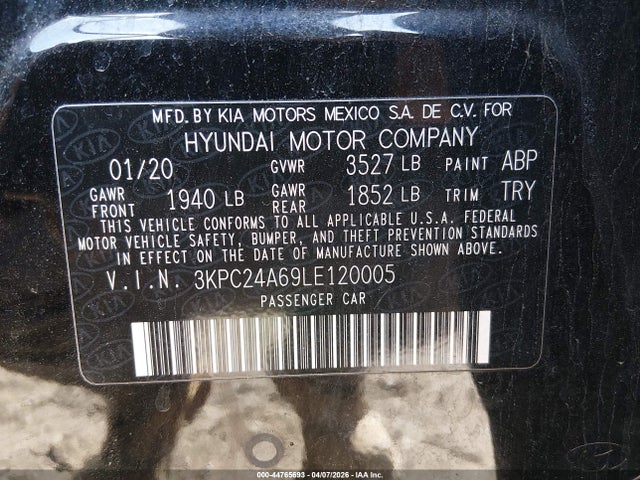 MFD. BY KIA MOTORS MEXICO S.A. DE C.V. FOR
HYUNDAI MOTOR COMPANY
01/20 GVWR 3527 LB PAINT ABP
GAWR FRONT 1940 LB GAWR REAR 1852 LB TRIM TRY
THIS VEHICLE CONFORMS TO ALL APPLICABLE U.S.A. FEDERAL
MOTOR VEHICLE SAFETY, BUMPER, AND THEFT PREVENTION STANDARDS
IN EFFECT ON THE DATE OF MANUFACTURE SHOWN ABOVE.
V.I.N. 3KPC24A69LE120005
PASSENGER CAR
000-44765693 - 04/07/2026 - IAA Inc.